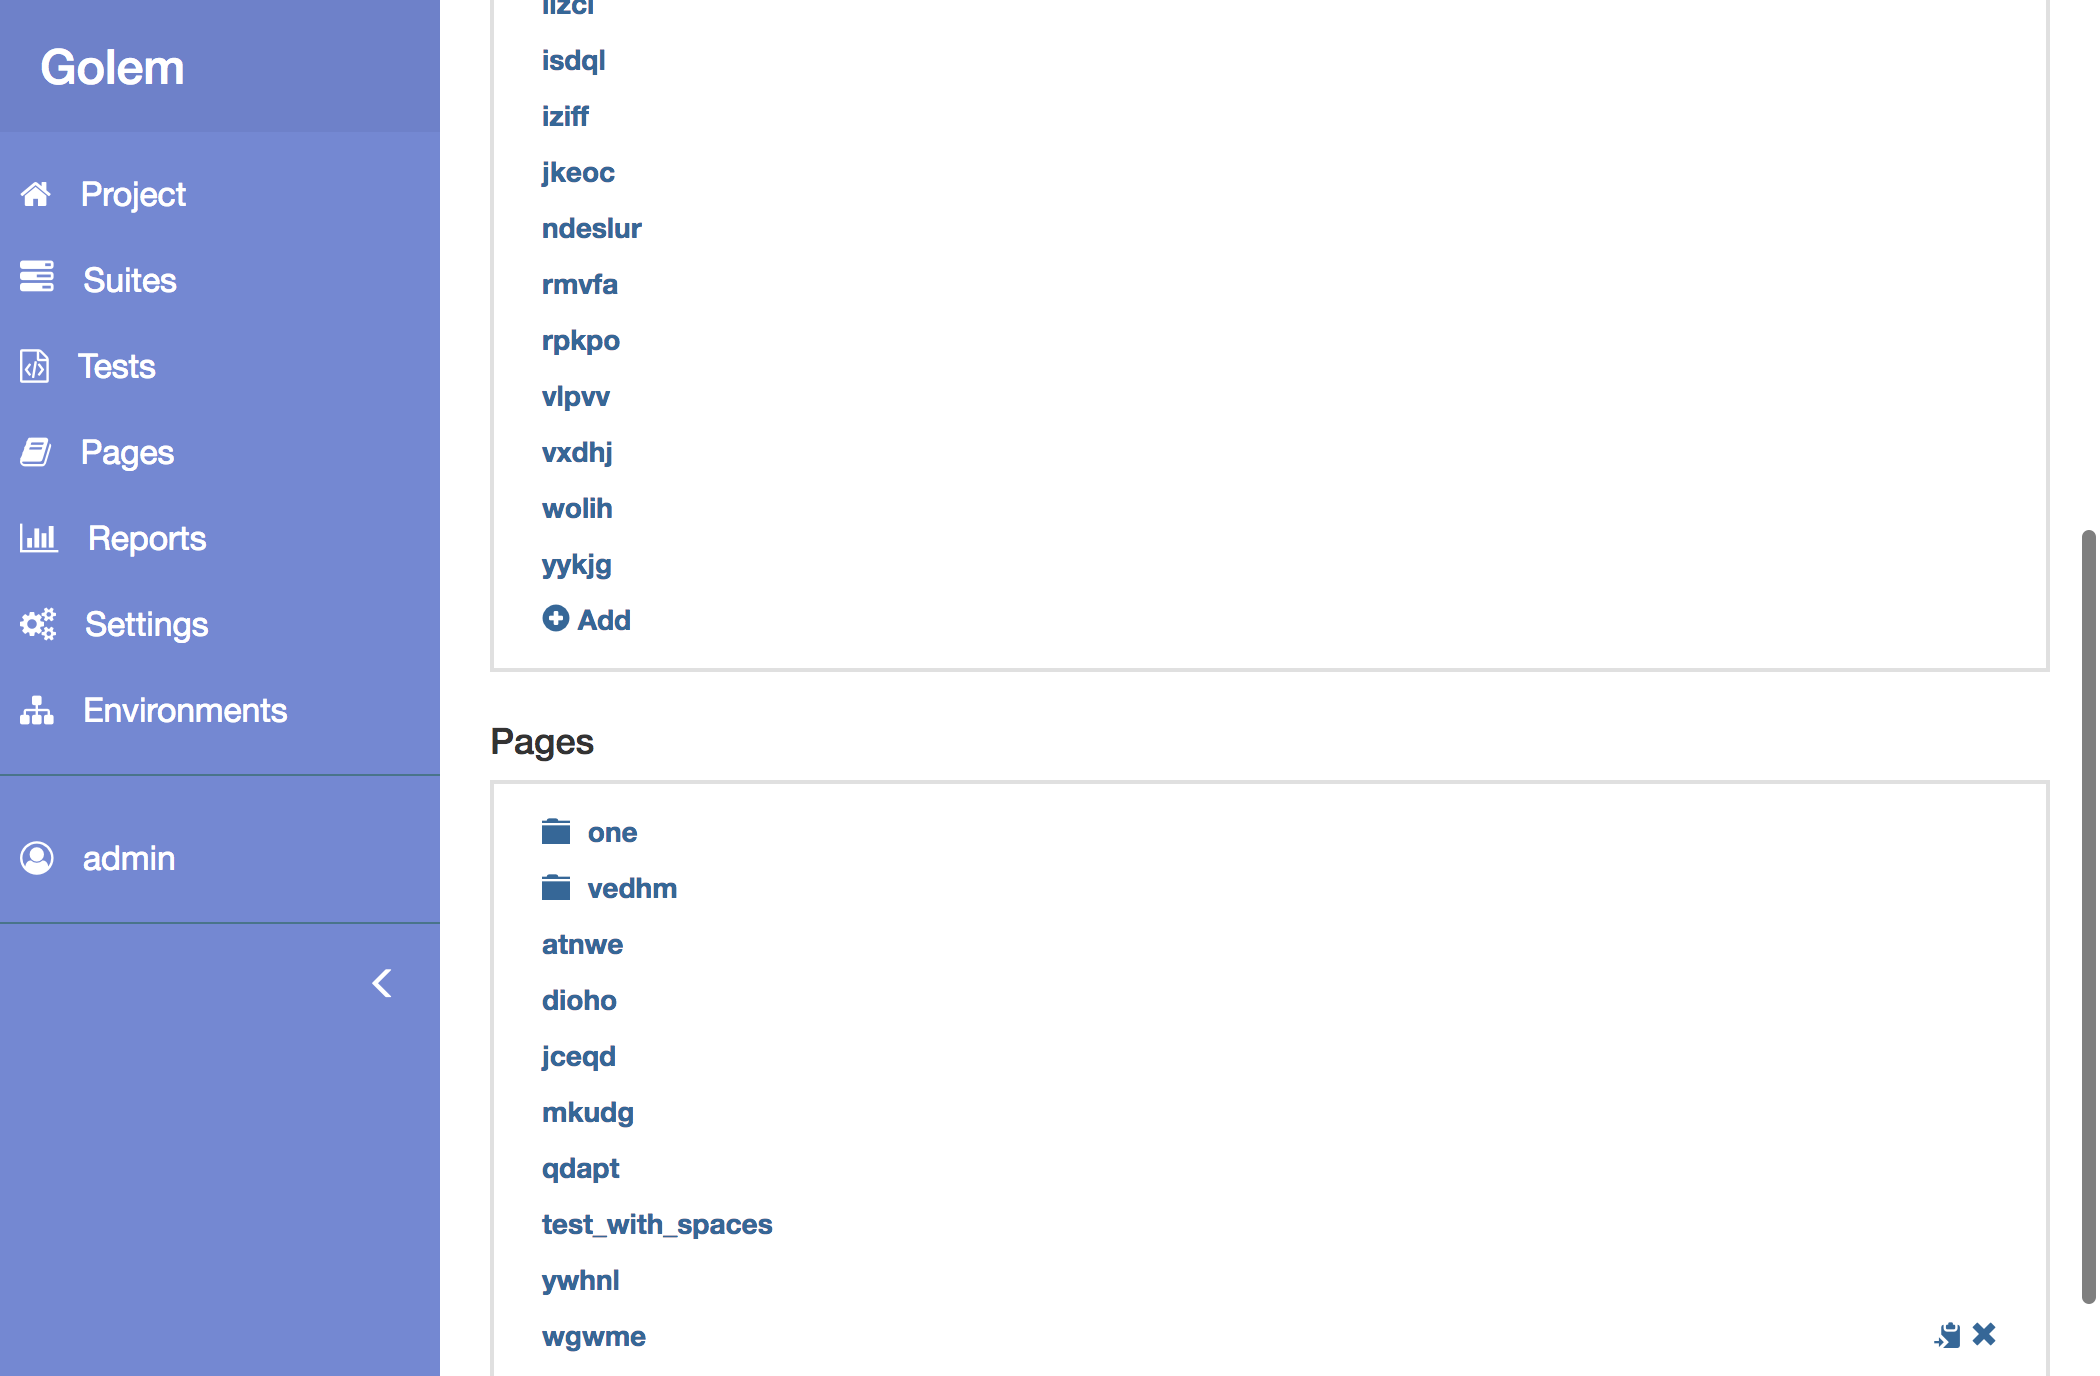 Golem
Project
Suites
Tests
Pages
Reports
Settings
Environments
admin
isdql
iziff
jkeoc
ndeslur
rmvfa
rpkpo
vlpvv
vxdhj
wolih
yykjg
Add
Pages
one
vedhm
atnwe
dioho
jceqd
mkudg
qdapt
test_with_spaces
ywhnl
wgwme